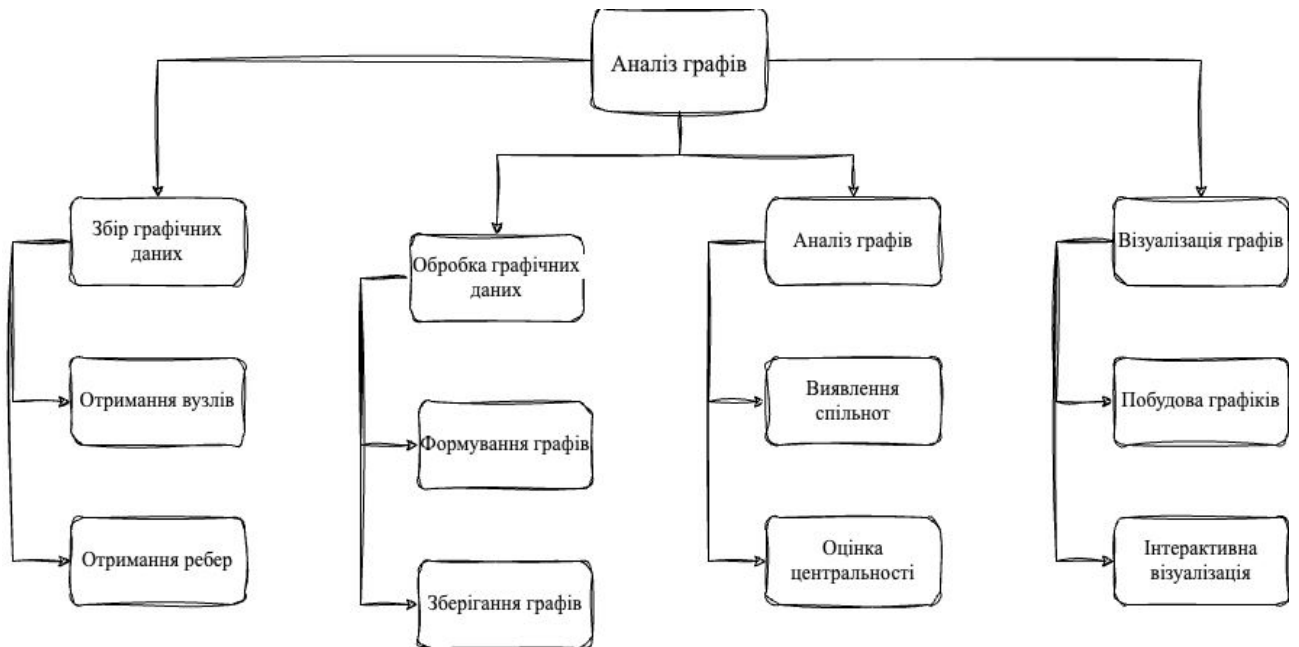 Аналіз графів
Збір графічних
даних
Отримання вузлів
Отримання ребер
Обробка графічних
даних
Формування графів
Зберігання графів
Аналіз графів
Виявлення
спільнот
Оцінка
центральності
Візуалізація графів
Побудова графіків
Інтерактивна
візуалізація